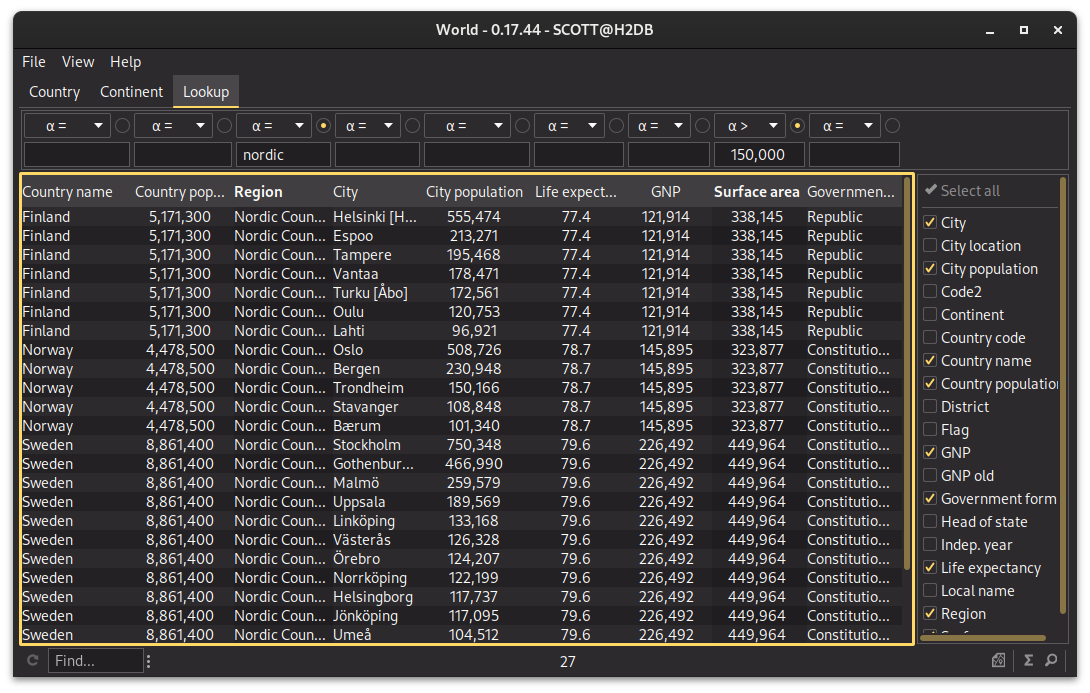 World - 0.17.44 - SCOTT@H2DB
File View Help
Country Continent Lookup
α = α = α = α = α = α = α = α > α =
nordic 150,000
Country name Country pop... Region City City population Life expect... GNP Surface area Governmen...
Finland 5,171,300 Nordic Coun... Helsinki [H... 555,474 77.4 121,914 338,145 Republic
Finland 5,171,300 Nordic Coun... Espoo 213,271 77.4 121,914 338,145 Republic
Finland 5,171,300 Nordic Coun... Tampere 195,468 77.4 121,914 338,145 Republic
Finland 5,171,300 Nordic Coun... Vantaa 178,471 77.4 121,914 338,145 Republic
Finland 5,171,300 Nordic Coun... Turku [Åbo] 172,561 77.4 121,914 338,145 Republic
Finland 5,171,300 Nordic Coun... Oulu 120,753 77.4 121,914 338,145 Republic
Finland 5,171,300 Nordic Coun... Lahti 96,921 77.4 121,914 338,145 Republic
Norway 4,478,500 Nordic Coun... Oslo 508,726 78.7 145,895 323,877 Constitutio...
Norway 4,478,500 Nordic Coun... Bergen 230,948 78.7 145,895 323,877 Constitutio...
Norway 4,478,500 Nordic Coun... Trondheim 150,166 78.7 145,895 323,877 Constitutio...
Norway 4,478,500 Nordic Coun... Stavanger 108,848 78.7 145,895 323,877 Constitutio...
Norway 4,478,500 Nordic Coun... Bærum 101,340 78.7 145,895 323,877 Constitutio...
Sweden 8,861,400 Nordic Coun... Stockholm 750,348 79.6 226,492 449,964 Constitutio...
Sweden 8,861,400 Nordic Coun... Gothenbur... 466,990 79.6 226,492 449,964 Constitutio...
Sweden 8,861,400 Nordic Coun... Malmö 259,579 79.6 226,492 449,964 Constitutio...
Sweden 8,861,400 Nordic Coun... Uppsala 189,569 79.6 226,492 449,964 Constitutio...
Sweden 8,861,400 Nordic Coun... Linköping 133,168 79.6 226,492 449,964 Constitutio...
Sweden 8,861,400 Nordic Coun... Västerås 126,328 79.6 226,492 449,964 Constitutio...
Sweden 8,861,400 Nordic Coun... Örebro 124,207 79.6 226,492 449,964 Constitutio...
Sweden 8,861,400 Nordic Coun... Norrköping 122,199 79.6 226,492 449,964 Constitutio...
Sweden 8,861,400 Nordic Coun... Helsingborg 117,737 79.6 226,492 449,964 Constitutio...
Sweden 8,861,400 Nordic Coun... Jönköping 117,095 79.6 226,492 449,964 Constitutio...
Sweden 8,861,400 Nordic Coun... Umeå 104,512 79.6 226,492 449,964 Constitutio...
Select all
City
City location
City population
Code2
Continent
Country code
Country name
Country population
District
Flag
GNP
GNP old
Government form
Head of state
Indep. year
Life expectancy
Local name
Region
Find... 27 Σ